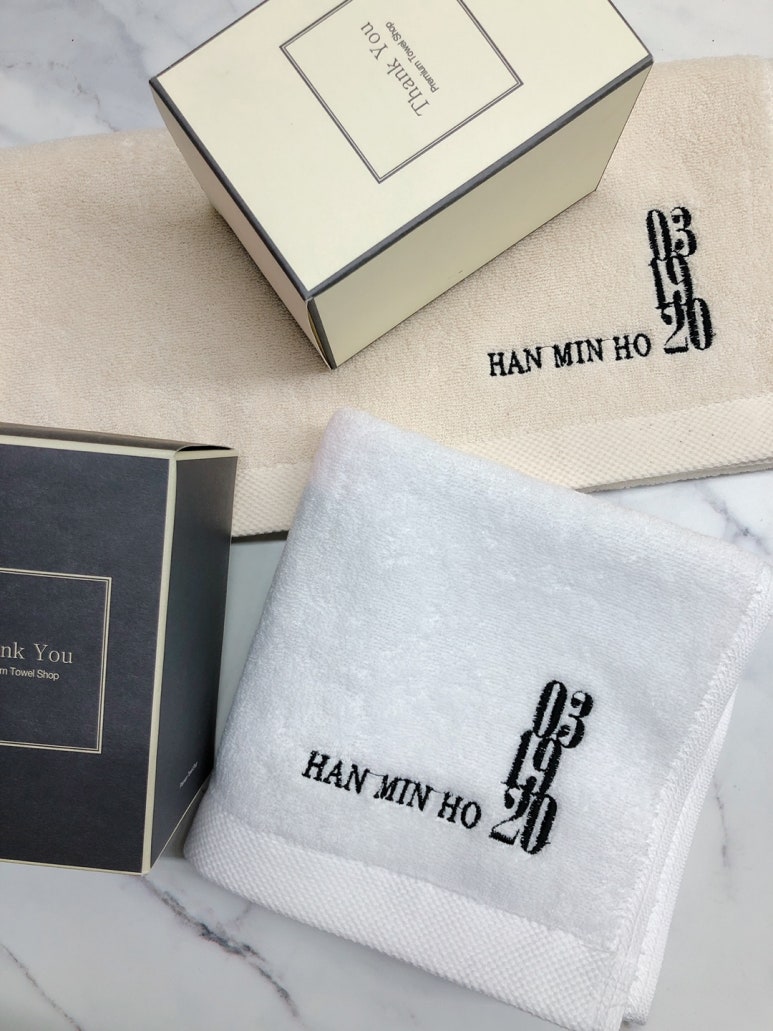 Thank You
Premium Towel Shop
03
19
HAN MIN HO 20
nk You
m Towel Shop
03
19
HAN MIN HO 20